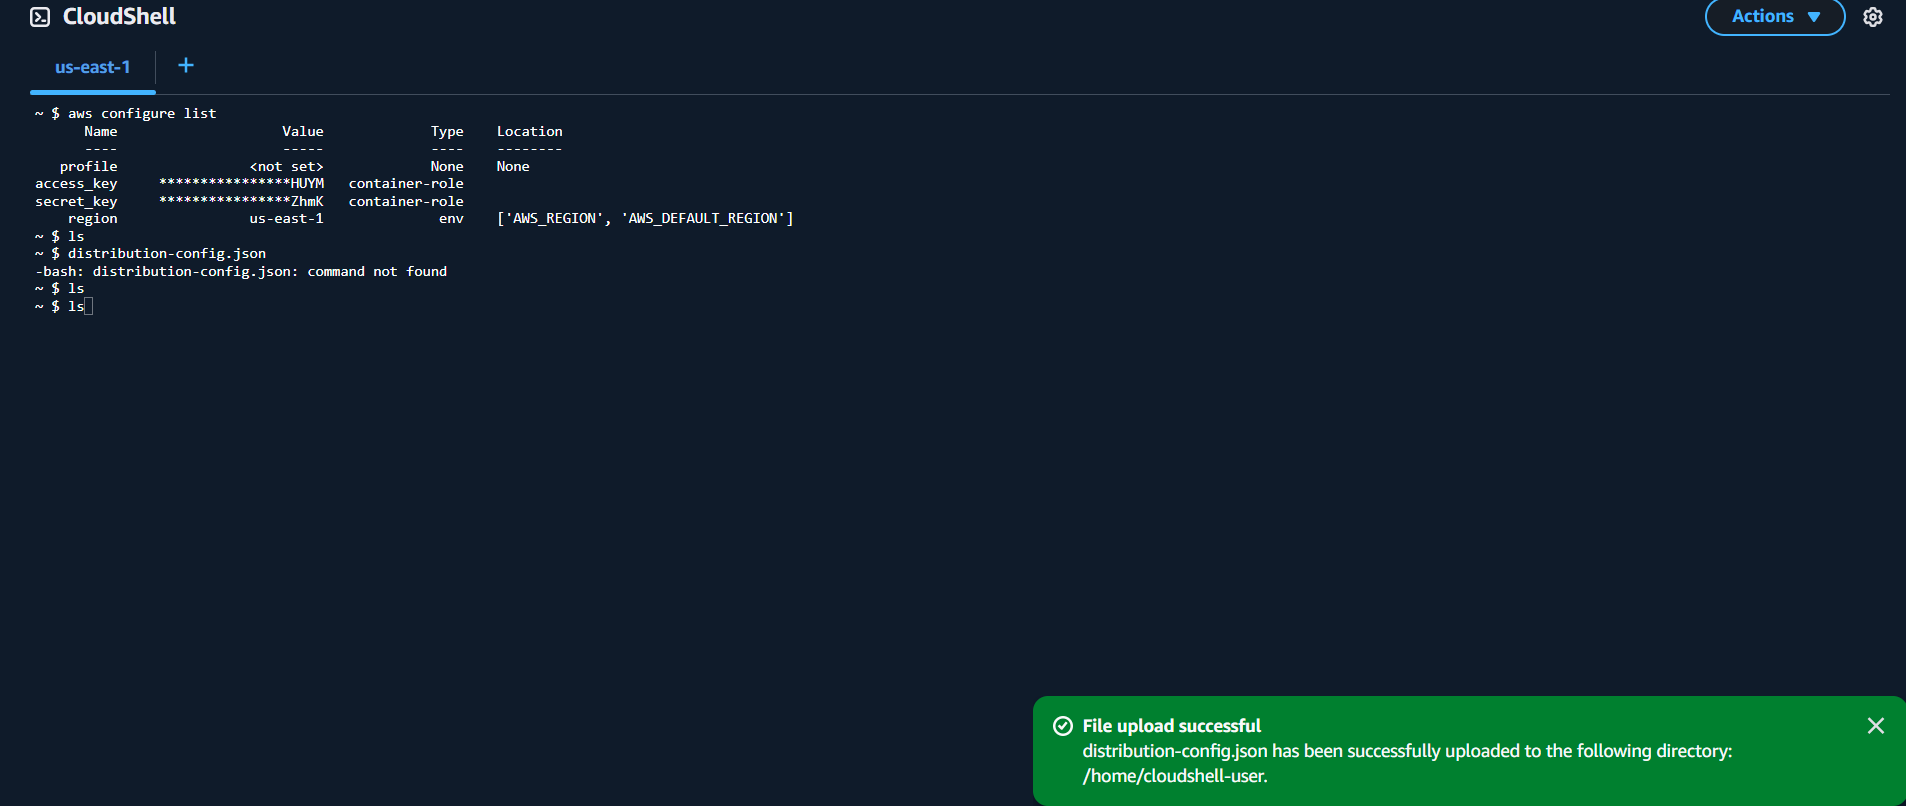 CloudShell
Actions
us-east-1 +
~ $ aws configure list
      Name                    Value             Type    Location
      ----                    -----             ----    --------
   profile                <not set>             None    None
access_key     ****************HUYM   container-role
secret_key     ****************ZhmK   container-role
    region                us-east-1              env    ['AWS_REGION', 'AWS_DEFAULT_REGION']
~ $ ls
~ $ distribution-config.json
-bash: distribution-config.json: command not found
~ $ ls
~ $ ls
File upload successful
distribution-config.json has been successfully uploaded to the following directory:
/home/cloudshell-user.